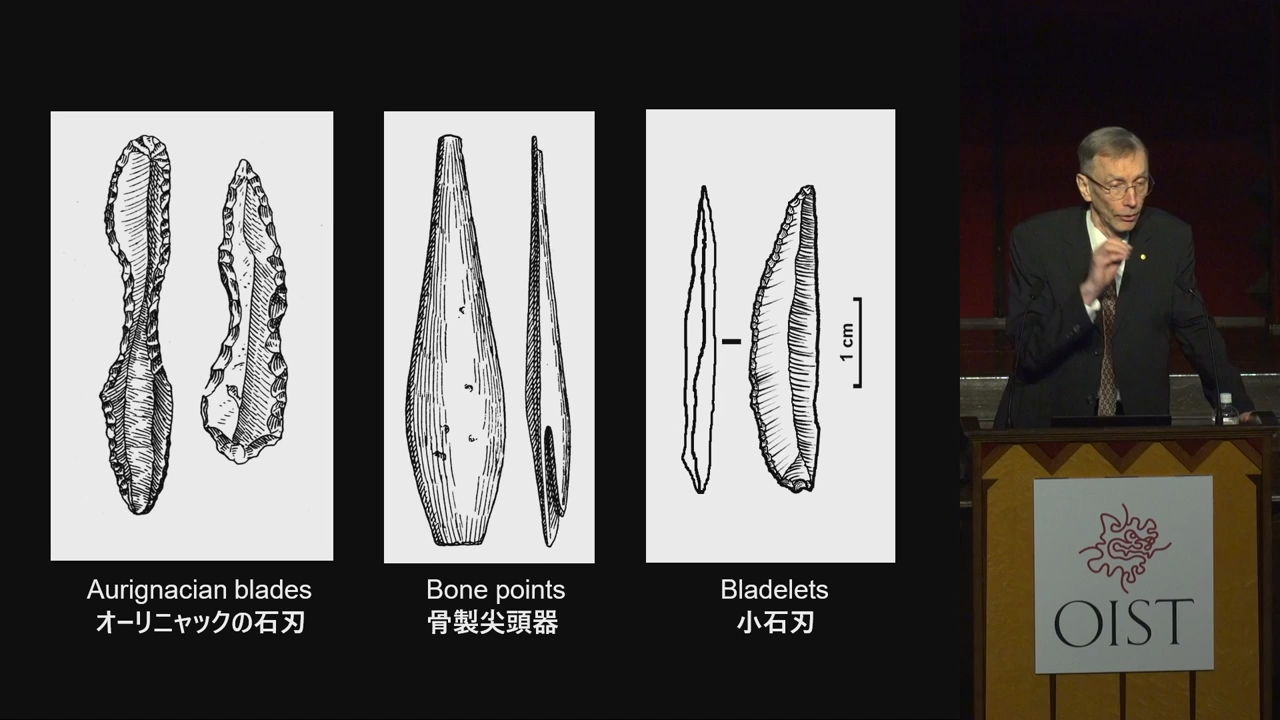 1 cm
Aurignacian blades
オーリニャックの石刃
Bone points
骨製尖頭器
Bladelets
小石刃
OIST